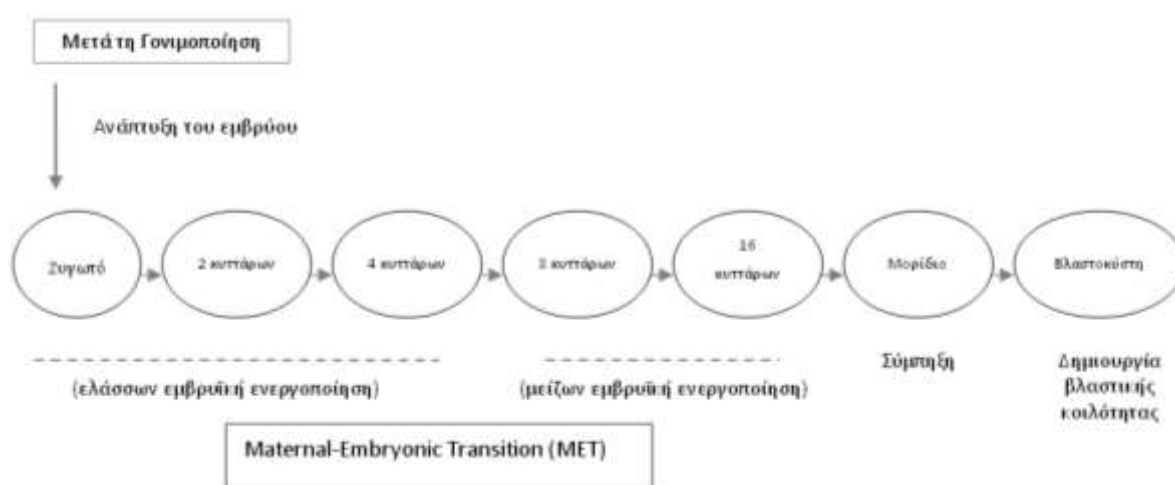 Μετά τη Γονιμοποίηση
Ανάπτυξη του εμβρύου
Ζυγωτό
2 κυττάρων
4 κυττάρων
8 κυττάρων
16
κυττάρων
Μορίδιο
Βλαστοκύστη
(ελάσσων εμβρυϊκή ενεργοποίηση)
(μείζων εμβρυϊκή ενεργοποίηση)
Σύμπηξη
Δημιουργία
βλαστικής
κοιλότητας
Maternal-Embryonic Transition (MET)